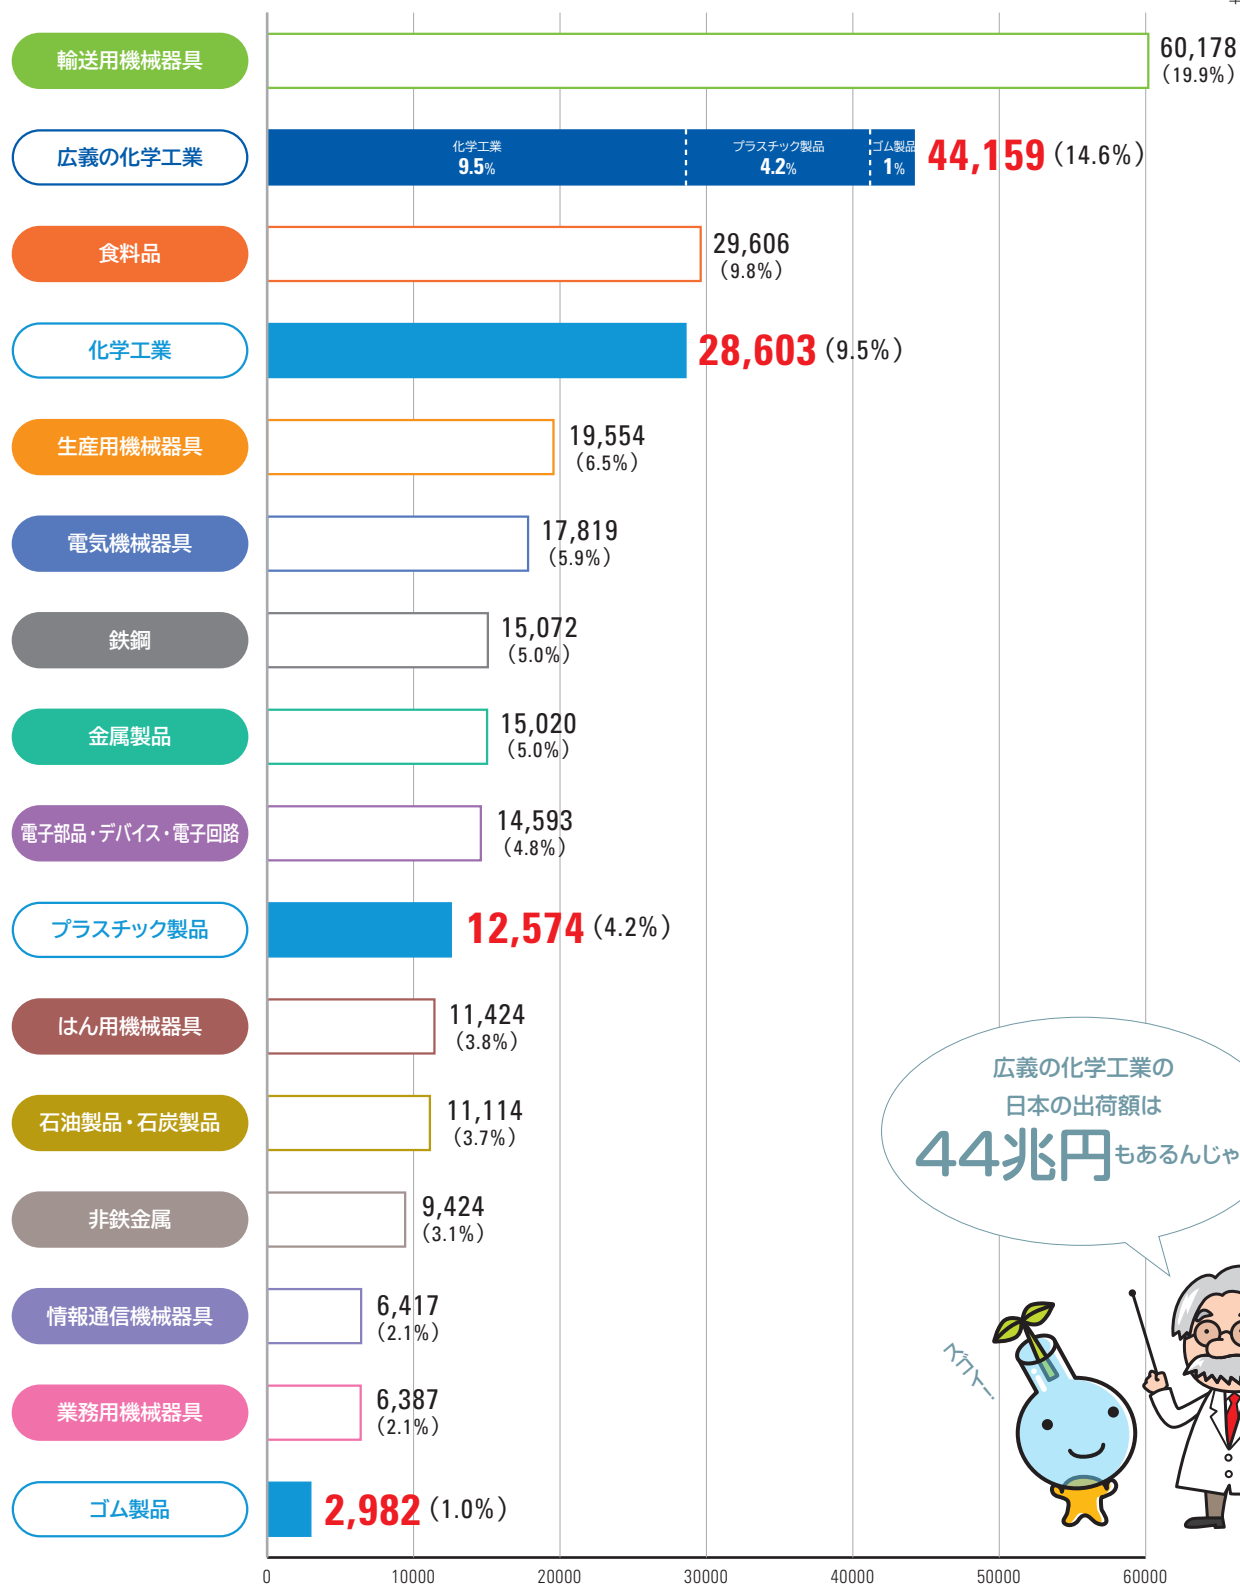 輸送用機械器具
60,178
(19.9%)
広義の化学工業
化学工業
9.5%
プラスチック製品
4.2%
ゴム製品
1%
44,159 (14.6%)
食料品
29,606
(9.8%)
化学工業
28,603 (9.5%)
生産用機械器具
19,554
(6.5%)
電気機械器具
17,819
(5.9%)
鉄鋼
15,072
(5.0%)
金属製品
15,020
(5.0%)
電子部品・デバイス・電子回路
14,593
(4.8%)
プラスチック製品
12,574 (4.2%)
はん用機械器具
11,424
(3.8%)
広義の化学工業の
日本の出荷額は
44兆円もあるんじゃ
石油製品・石炭製品
11,114
(3.7%)
非鉄金属
9,424
(3.1%)
情報通信機械器具
6,417
(2.1%)
スゴイー!
業務用機械器具
6,387
(2.1%)
ゴム製品
2,982 (1.0%)
0 10000 20000 30000 40000 50000 60000